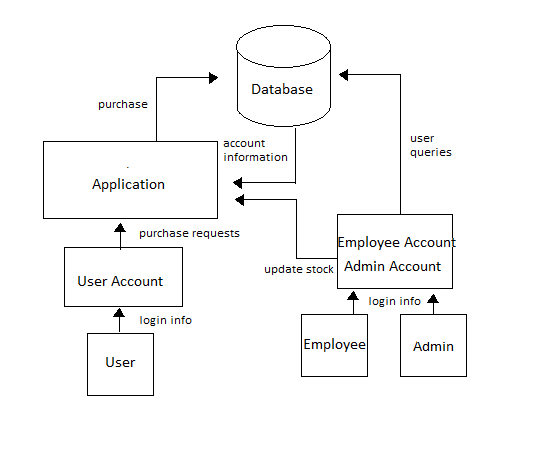 Database
purchase
account
information
user
queries
Application
purchase requests
Employee Account
Admin Account
update stock
User Account
login info
login info
Employee
Admin
User